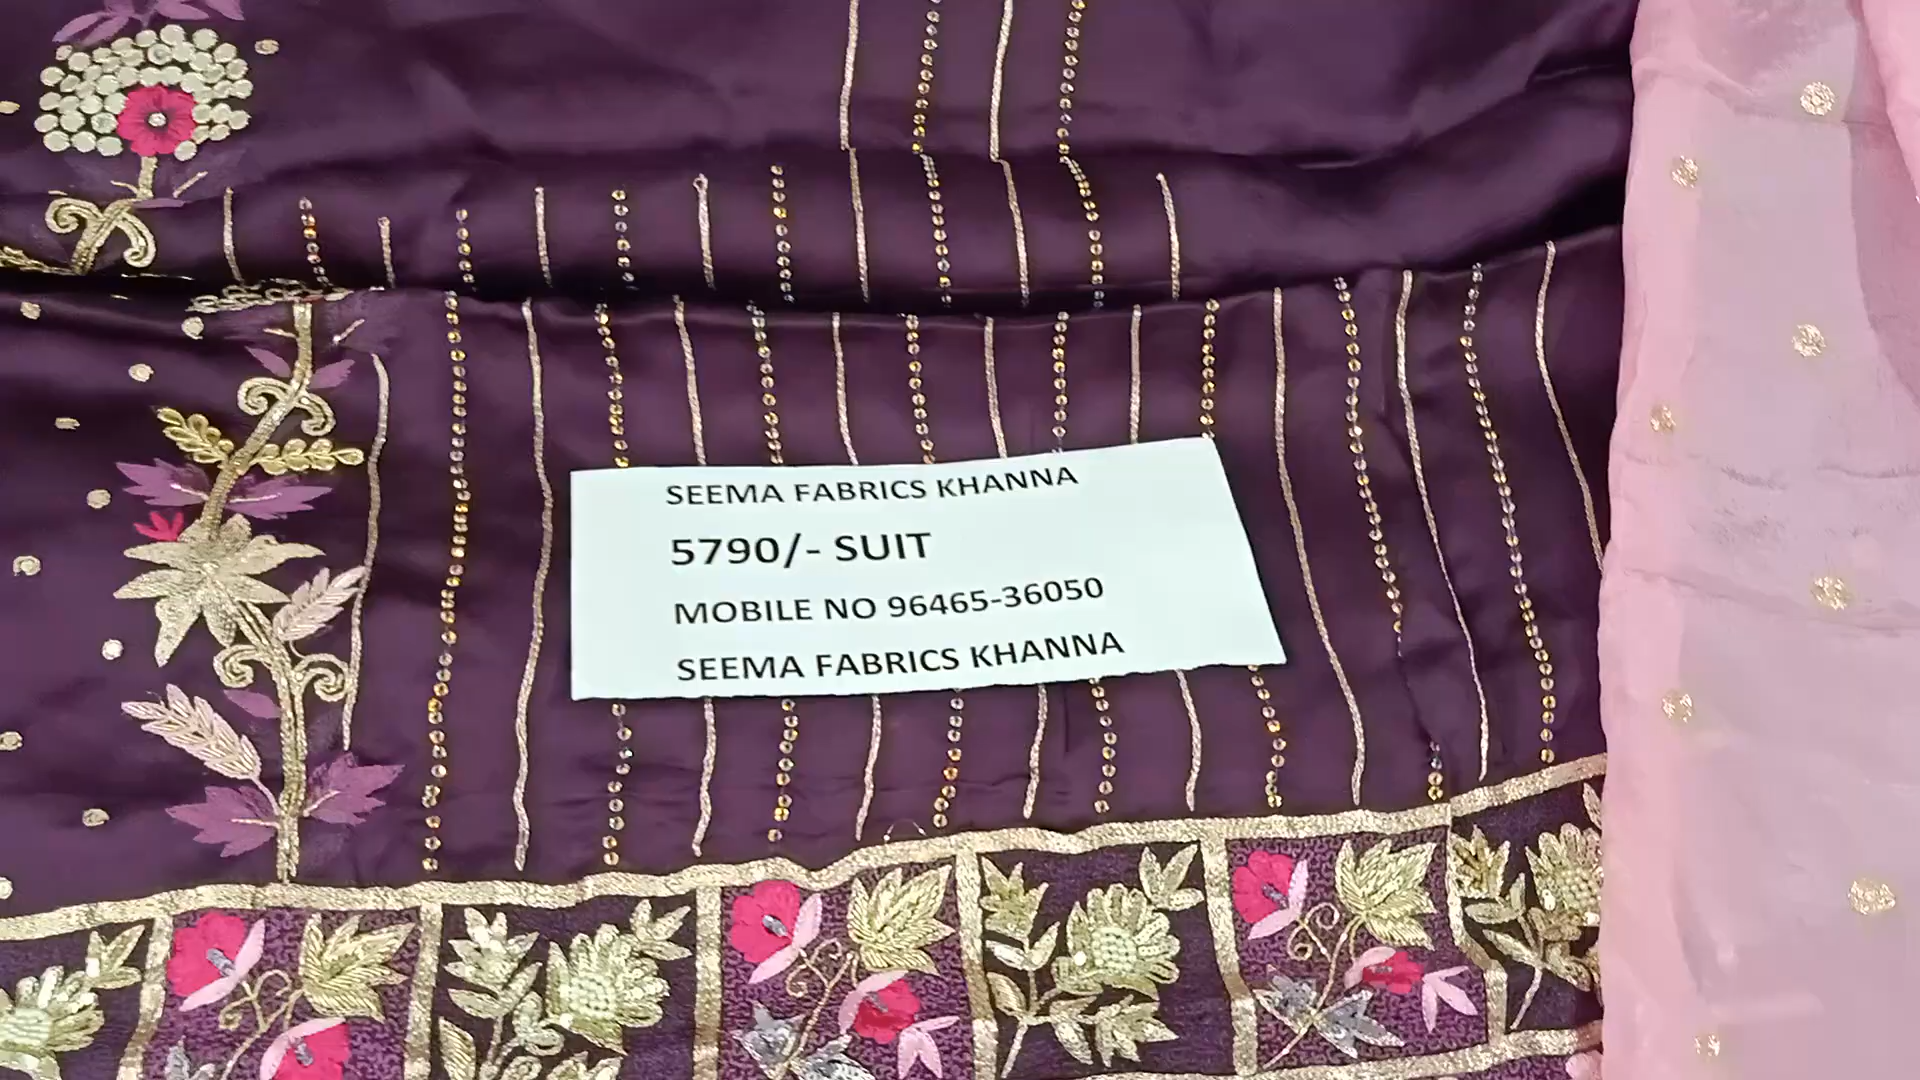 SEEMA FABRICS KHANNA
5790/- SUIT
MOBILE NO 96465-36050
SEEMA FABRICS KHANNA